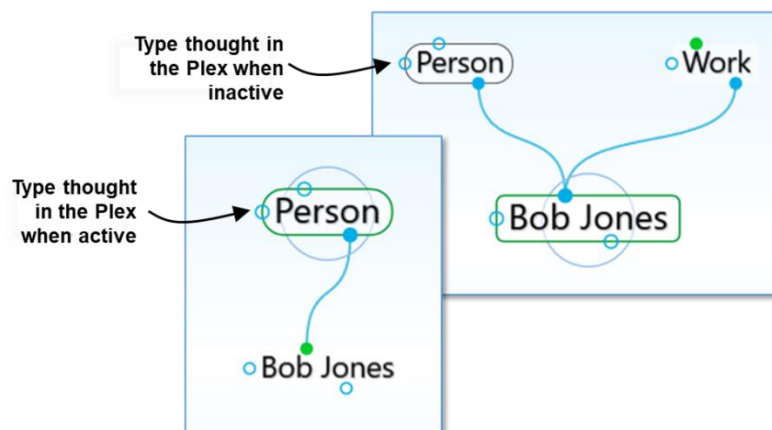 Type thought in
the Plex when
inactive
Person
Work
Bob Jones
Type thought
in the Plex
when active
Person
Bob Jones